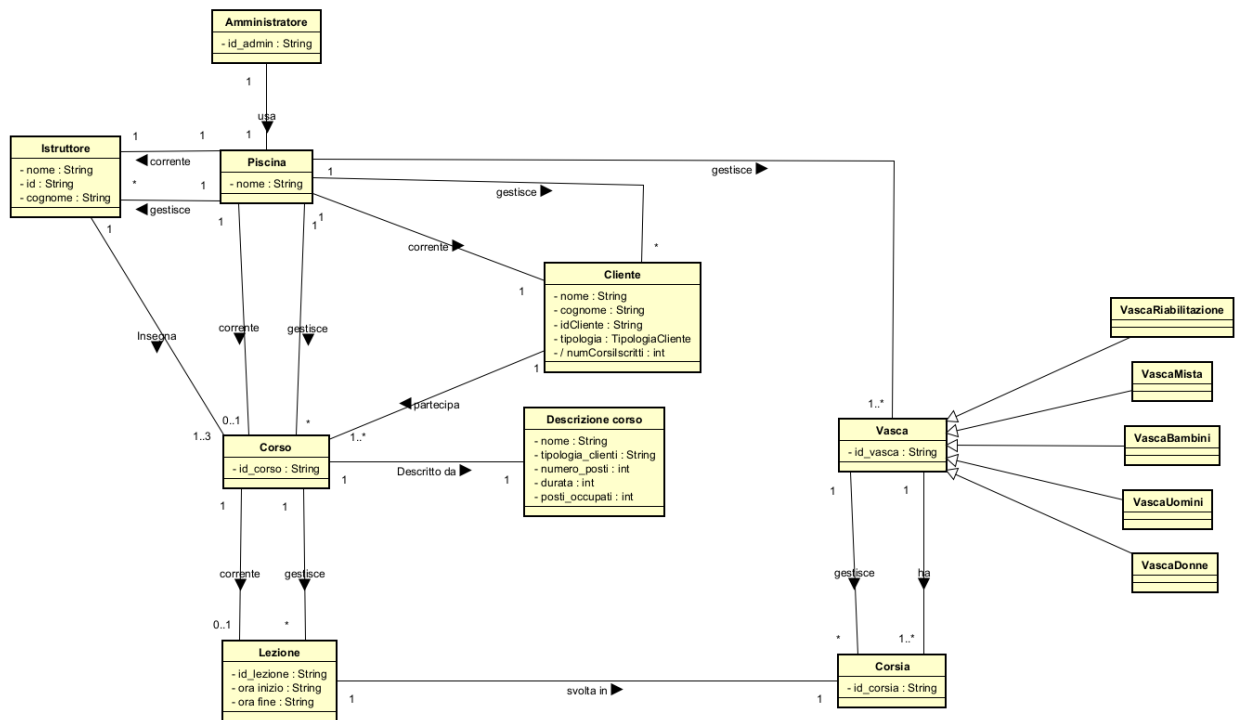 Amministratore
- id_admin : String
1
usa
1
Istruttore
- nome : String
- id : String
- cognome : String
1
1
corrente
*
1
gestisce
Piscina
- nome : String
1
gestisce
*
gestisce
1..*
1
corrente
1
1
Insegna
1..3
1
corrente
0..1
1
gestisce
*
Cliente
- nome : String
- cognome : String
- idCliente : String
- tipologia : TipologiaCliente
- / numCorsiIscritti : int
1
partecipa
1..*
Corso
- id_corso : String
1
Descritto da
1
Descrizione corso
- nome : String
- tipologia_clienti : String
- numero_posti : int
- durata : int
- posti_occupati : int
Vasca
- id_vasca : String
VascaRiabilitazione
VascaMista
VascaBambini
VascaUomini
VascaDonne
1
corrente
0..1
1
gestisce
*
1
gestisce
*
1
ha
1..*
Lezione
- id_lezione : String
- ora inizio : String
- ora fine : String
1
svolta in
1
Corsia
- id_corsia : String